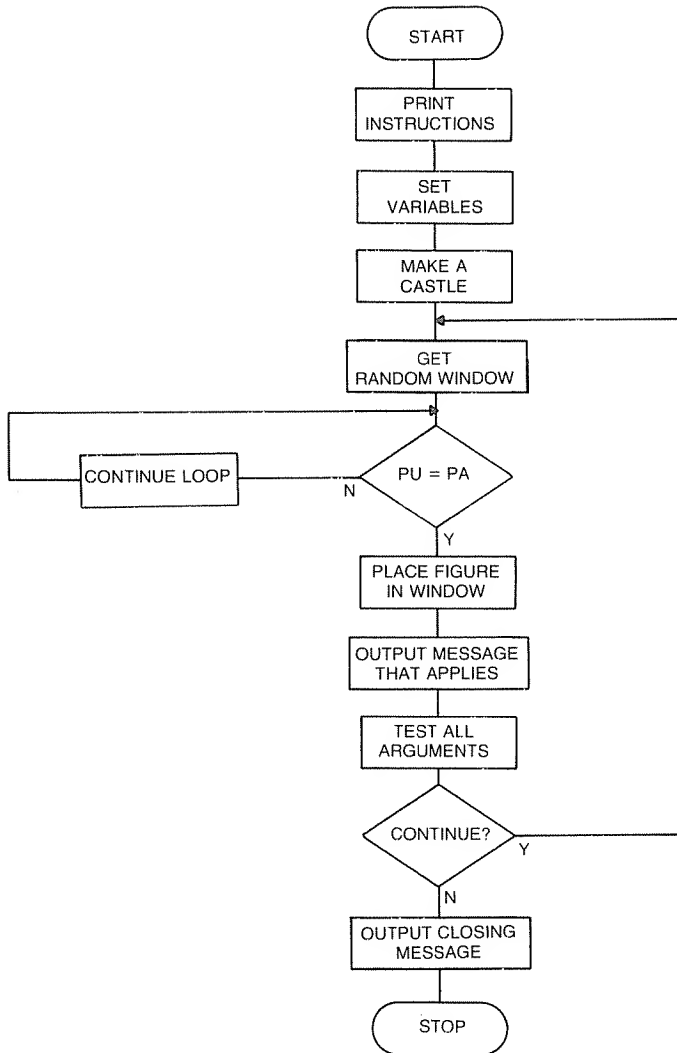 START
PRINT
INSTRUCTIONS
SET
VARIABLES
MAKE A
CASTLE
GET
RANDOM WINDOW
CONTINUE LOOP
N
PU = PA
Y
PLACE FIGURE
IN WINDOW
OUTPUT MESSAGE
THAT APPLIES
TEST ALL
ARGUMENTS
CONTINUE?
Y
N
OUTPUT CLOSING
MESSAGE
STOP